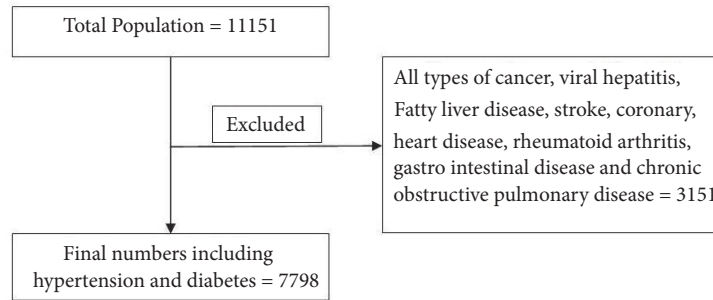 Total Population = 11151
Excluded
All types of cancer, viral hepatitis,
Fatty liver disease, stroke, coronary,
heart disease, rheumatoid arthritis,
gastro intestinal disease and chronic
obstructive pulmonary disease = 3151
Final numbers including
hypertension and diabetes = 7798